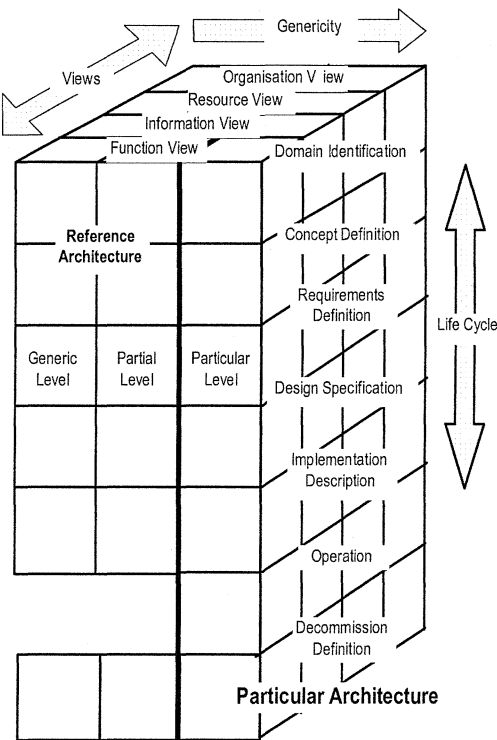 Genericity
Views
Organisation V iew
Resource View
Information View
Function View
Domain Identification
Reference
Architecture
Concept Definition
Requirements
Definition
Life Cycle
Generic
Level
Partial
Level
Particular
Level
Design Specification
Implementation
Description
Operation
Decommission
Definition
Particular Architecture